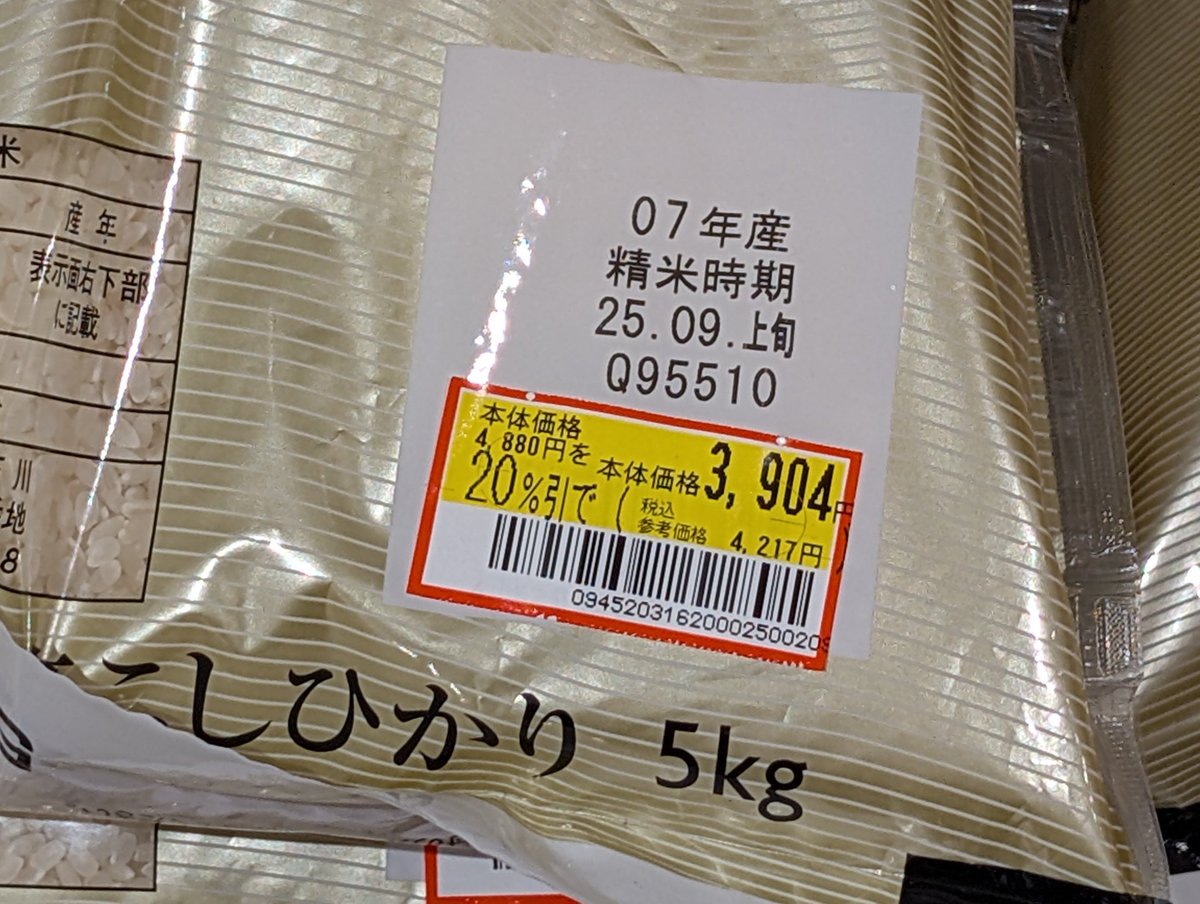 米
産年
表示面右下部
に記載
川
地
8
07年産
精米時期
25.09.上旬
Q95510
本体価格
4,880円を
20%引で
本体価格3,904円
(税込
参考価格 4,217円)
09452031620002500209
こしひかり 5kg